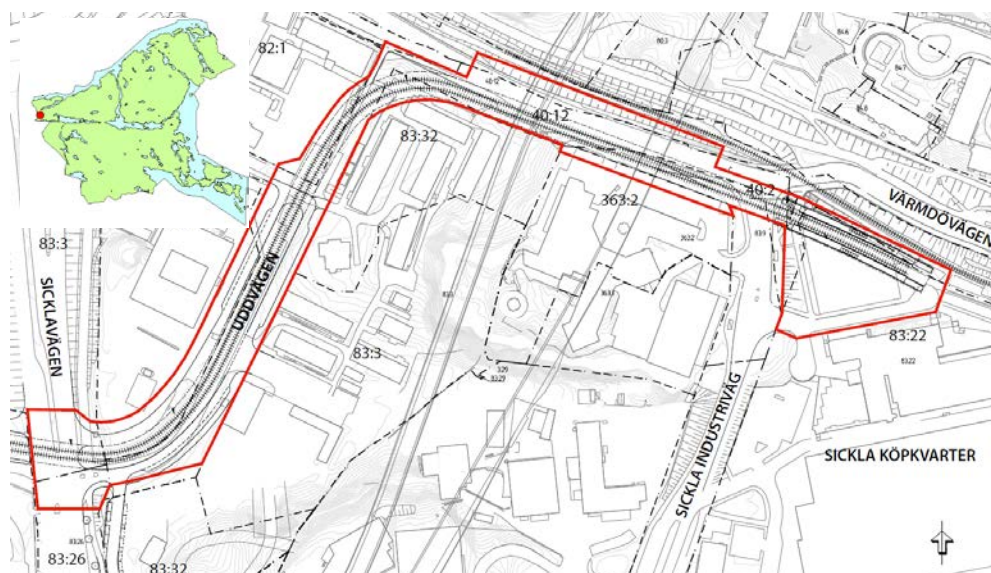 82:1
83:32
40:12
40:2
363:2
83:3
83:3
83:22
83:26
83:32
VÄRMDÖVÄGEN
UDDVÄGEN
SICKLAVÄGEN
SICKLA INDUSTRIVÄG
SICKLA KÖPKVARTER